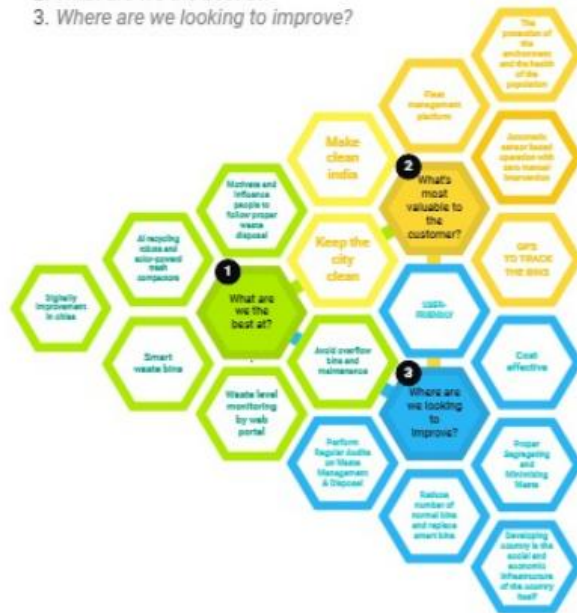 3. Where are we looking to improve?
The
protection of
the
environment
and the health
of the
population
Fleet
management
platform
Make
clean
india
Automatic
sensor based
operation with
zero manual
intervention
2
What's
most
valuable to
the
customer?
Motivate and
influence
people to
follow proper
waste
disposal
Keep the
city
clean
GPS
TO TRACK
THE BINS
AI recycling
robots and
solar-powered
trash
compactors
1
What are
we the
best at?
USER-
FRIENDLY
Digitally
improvement
in cities
Smart
waste bins
Avoid overflow
bins and
maintenance
Cost
effective
3
Where are
we looking
to
improve?
Waste level
monitoring
by web
portal
Perform
Regular Audits
on Waste
Management
& Disposal
Proper
Segregating
and
Minimizing
Waste
Reduce
number of
normal bins
and replace
smart bins
Developing
country is the
social and
economic
infrastructure
of the country
itself